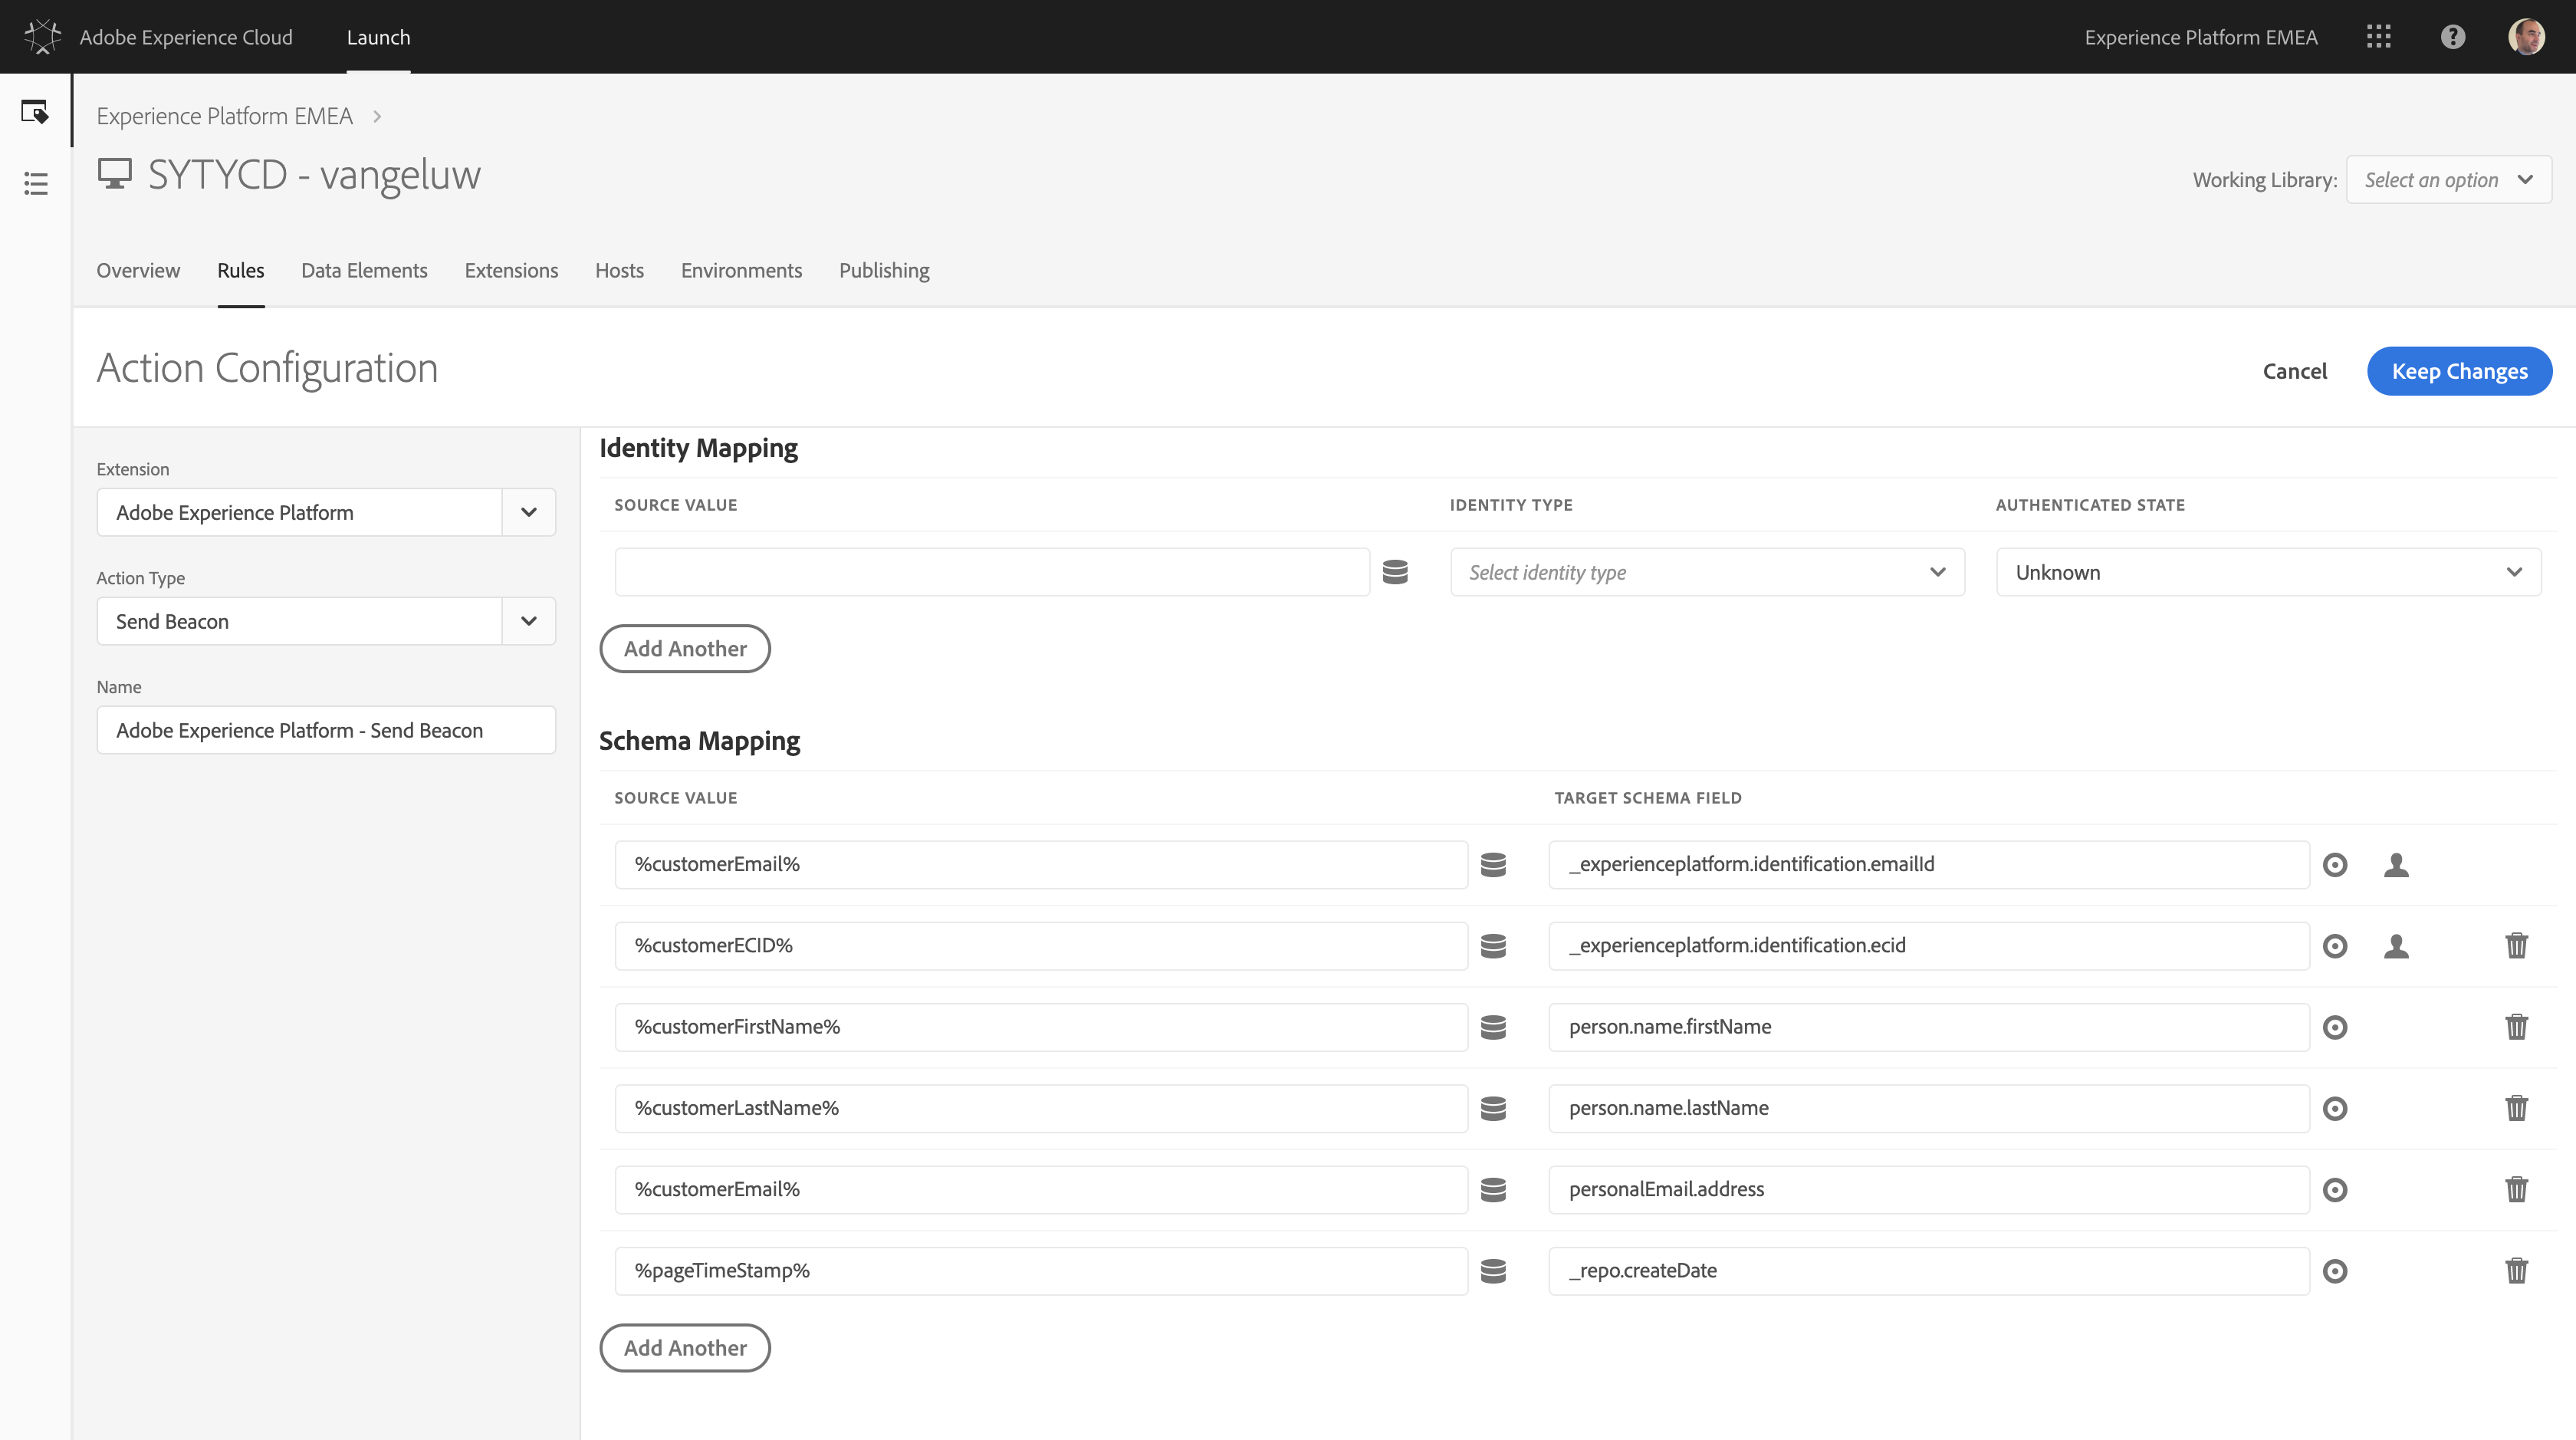 Adobe Experience Cloud Launch Experience Platform EMEA
Experience Platform EMEA
SYTYCD - vangeluw
Working Library: Select an option
Overview Rules Data Elements Extensions Hosts Environments Publishing
Action Configuration
Cancel Keep Changes
Extension
Adobe Experience Platform
Action Type
Send Beacon
Name
Adobe Experience Platform - Send Beacon
Identity Mapping
SOURCE VALUE IDENTITY TYPE AUTHENTICATED STATE
Select identity type Unknown
Add Another
Schema Mapping
SOURCE VALUE TARGET SCHEMA FIELD
%customerEmail% _experienceplatform.identification.emailId
%customerECID% _experienceplatform.identification.ecid
%customerFirstName% person.name.firstName
%customerLastName% person.name.lastName
%customerEmail% personalEmail.address
%pageTimeStamp% _repo.createDate
Add Another